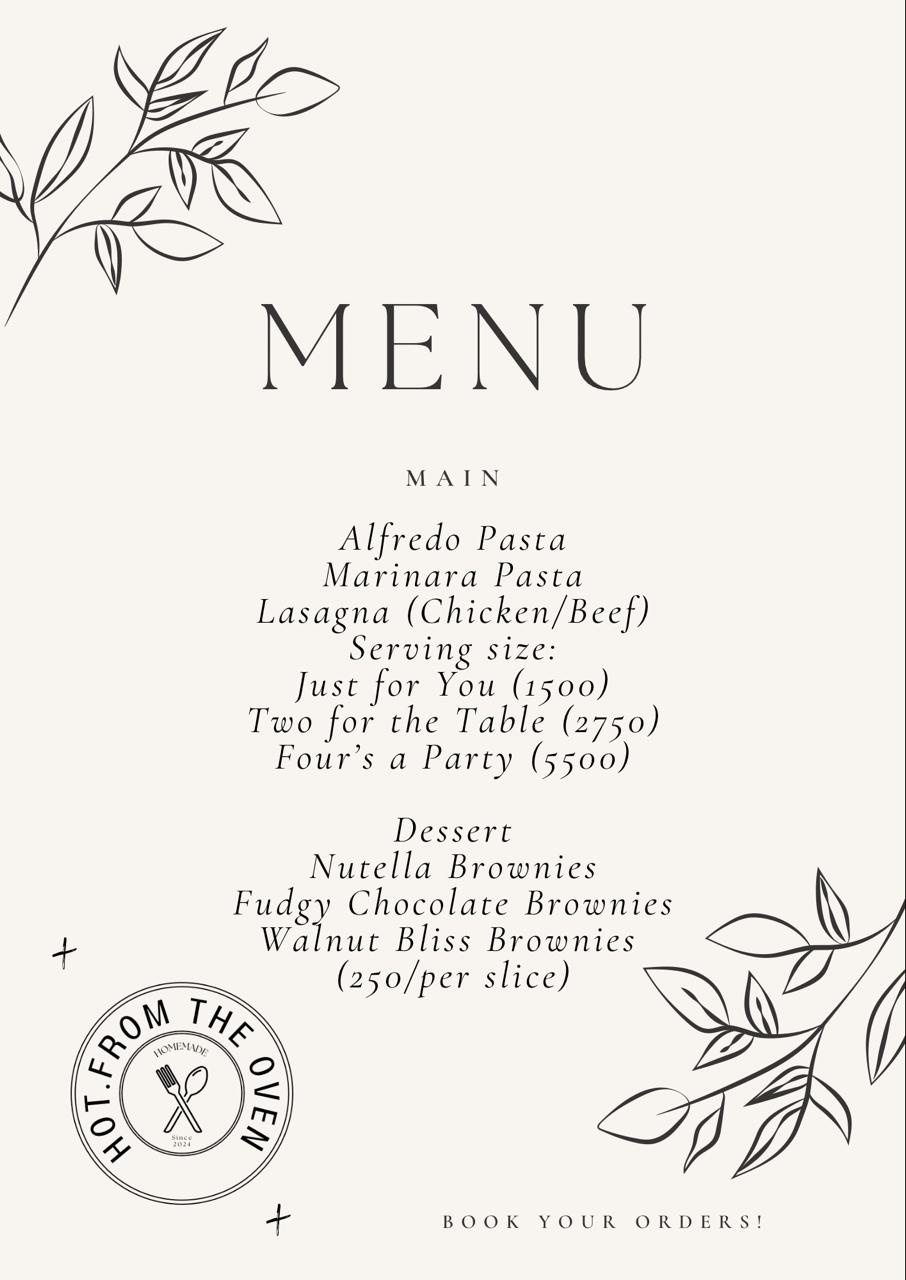 MENU
MAIN
Alfredo Pasta
Marinara Pasta
Lasagna (Chicken/Beef)
Serving size:
Just for You (1500)
Two for the Table (2750)
Four’s a Party (5500)
Dessert
Nutella Brownies
Fudgy Chocolate Brownies
Walnut Bliss Brownies
(250/per slice)
HOT.FROM THE OVEN
HOMEMADE
Since
2024
BOOK YOUR ORDERS!